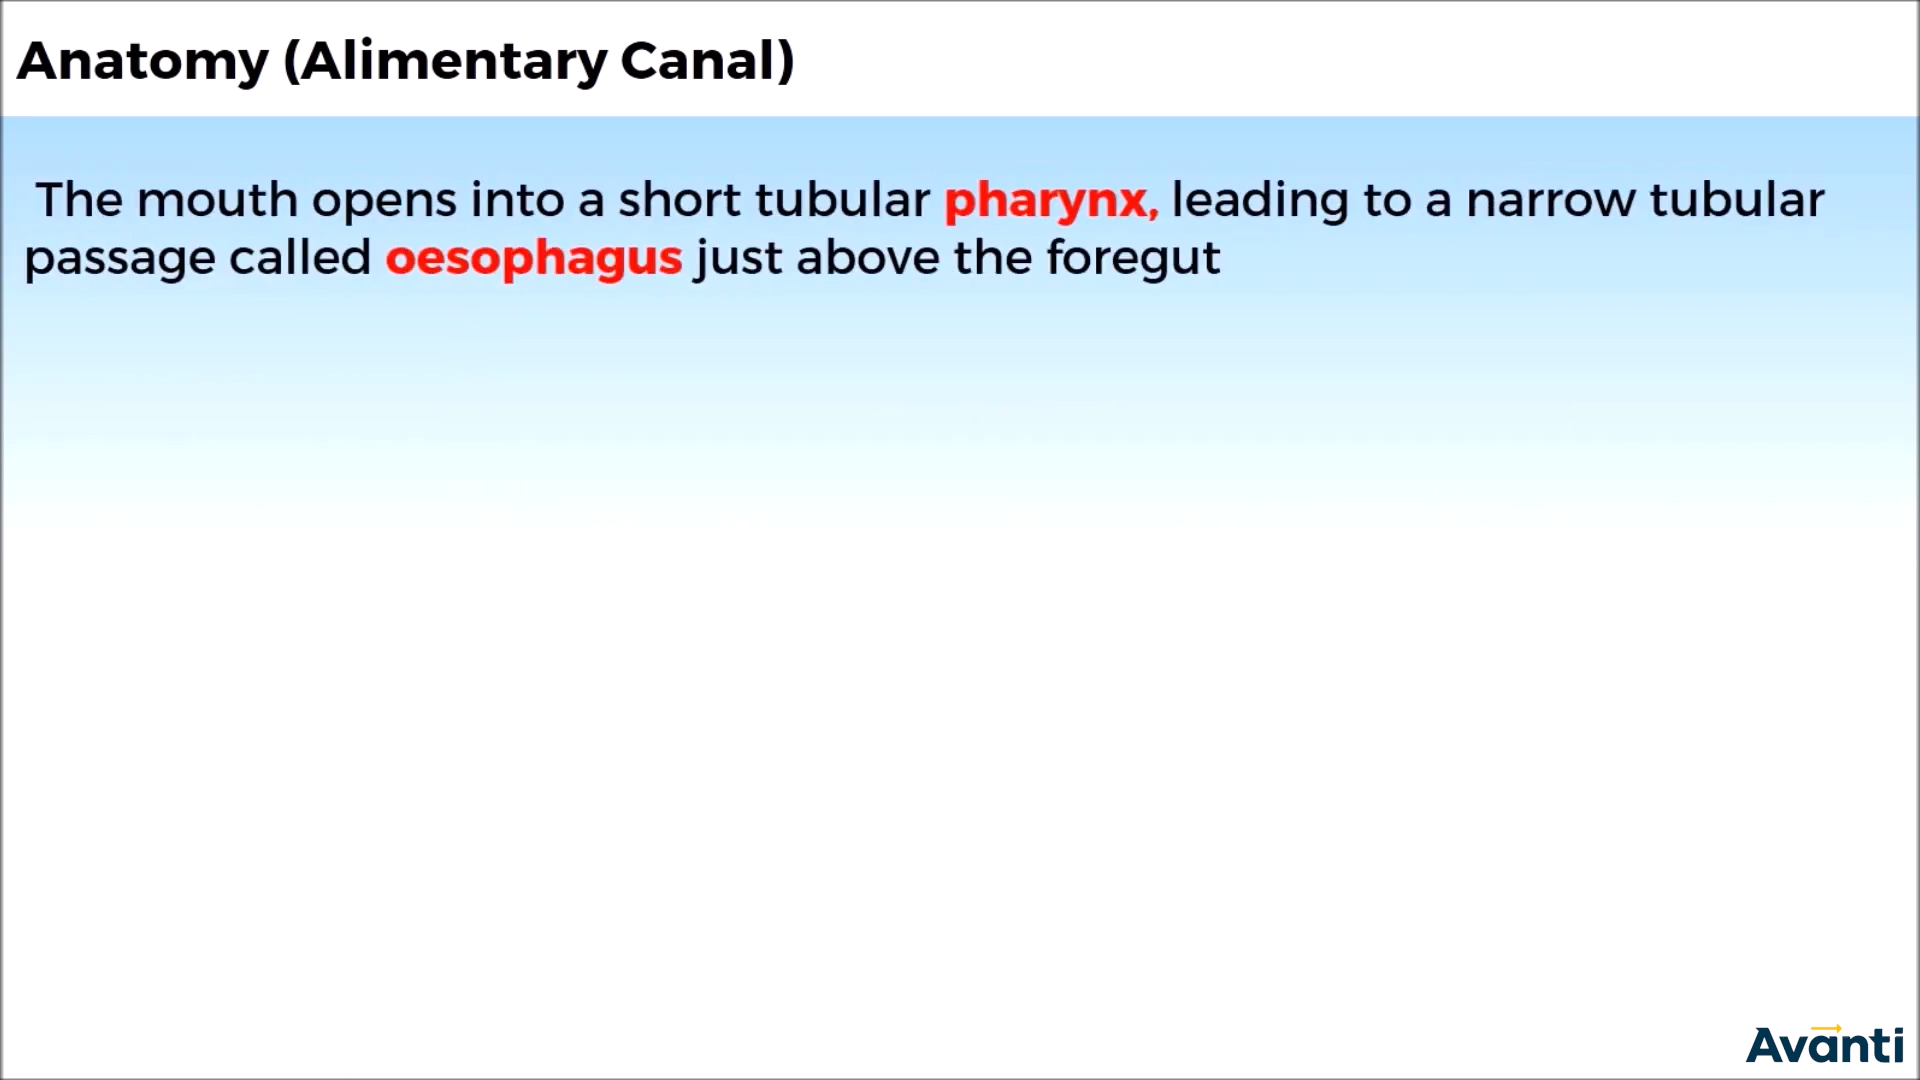 Anatomy (Alimentary Canal)
The mouth opens into a short tubular pharynx, leading to a narrow tubular
passage called oesophagus just above the foregut
Avanti